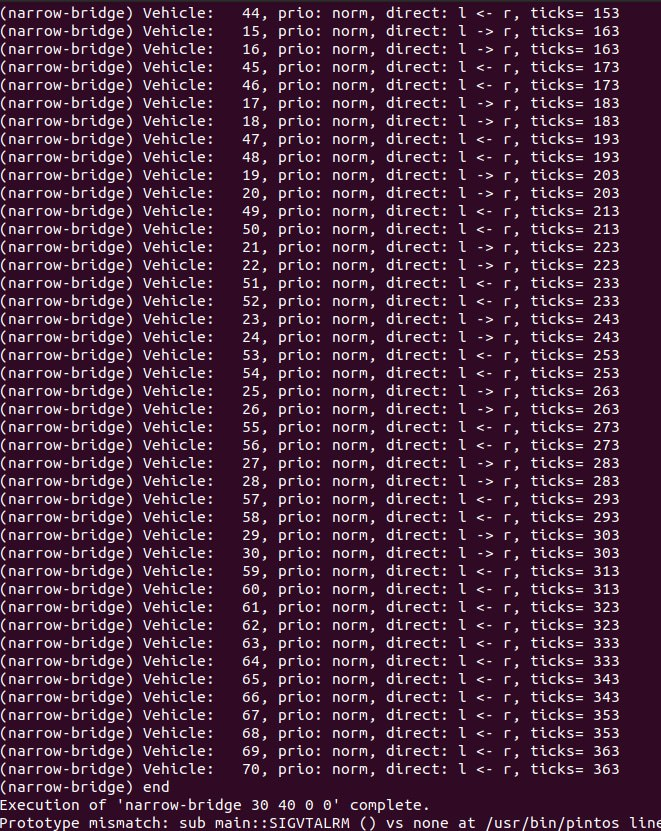 (narrow-bridge) Vehicle:   44, prio: norm, direct: l <- r, ticks= 153
(narrow-bridge) Vehicle:   15, prio: norm, direct: l -> r, ticks= 163
(narrow-bridge) Vehicle:   16, prio: norm, direct: l -> r, ticks= 163
(narrow-bridge) Vehicle:   45, prio: norm, direct: l <- r, ticks= 173
(narrow-bridge) Vehicle:   46, prio: norm, direct: l <- r, ticks= 173
(narrow-bridge) Vehicle:   17, prio: norm, direct: l -> r, ticks= 183
(narrow-bridge) Vehicle:   18, prio: norm, direct: l -> r, ticks= 183
(narrow-bridge) Vehicle:   47, prio: norm, direct: l <- r, ticks= 193
(narrow-bridge) Vehicle:   48, prio: norm, direct: l <- r, ticks= 193
(narrow-bridge) Vehicle:   19, prio: norm, direct: l -> r, ticks= 203
(narrow-bridge) Vehicle:   20, prio: norm, direct: l -> r, ticks= 203
(narrow-bridge) Vehicle:   49, prio: norm, direct: l <- r, ticks= 213
(narrow-bridge) Vehicle:   50, prio: norm, direct: l <- r, ticks= 213
(narrow-bridge) Vehicle:   21, prio: norm, direct: l -> r, ticks= 223
(narrow-bridge) Vehicle:   22, prio: norm, direct: l -> r, ticks= 223
(narrow-bridge) Vehicle:   51, prio: norm, direct: l <- r, ticks= 233
(narrow-bridge) Vehicle:   52, prio: norm, direct: l <- r, ticks= 233
(narrow-bridge) Vehicle:   23, prio: norm, direct: l -> r, ticks= 243
(narrow-bridge) Vehicle:   24, prio: norm, direct: l -> r, ticks= 243
(narrow-bridge) Vehicle:   53, prio: norm, direct: l <- r, ticks= 253
(narrow-bridge) Vehicle:   54, prio: norm, direct: l <- r, ticks= 253
(narrow-bridge) Vehicle:   25, prio: norm, direct: l -> r, ticks= 263
(narrow-bridge) Vehicle:   26, prio: norm, direct: l -> r, ticks= 263
(narrow-bridge) Vehicle:   55, prio: norm, direct: l <- r, ticks= 273
(narrow-bridge) Vehicle:   56, prio: norm, direct: l <- r, ticks= 273
(narrow-bridge) Vehicle:   27, prio: norm, direct: l -> r, ticks= 283
(narrow-bridge) Vehicle:   28, prio: norm, direct: l -> r, ticks= 283
(narrow-bridge) Vehicle:   57, prio: norm, direct: l <- r, ticks= 293
(narrow-bridge) Vehicle:   58, prio: norm, direct: l <- r, ticks= 293
(narrow-bridge) Vehicle:   29, prio: norm, direct: l -> r, ticks= 303
(narrow-bridge) Vehicle:   30, prio: norm, direct: l -> r, ticks= 303
(narrow-bridge) Vehicle:   59, prio: norm, direct: l <- r, ticks= 313
(narrow-bridge) Vehicle:   60, prio: norm, direct: l <- r, ticks= 313
(narrow-bridge) Vehicle:   61, prio: norm, direct: l <- r, ticks= 323
(narrow-bridge) Vehicle:   62, prio: norm, direct: l <- r, ticks= 323
(narrow-bridge) Vehicle:   63, prio: norm, direct: l <- r, ticks= 333
(narrow-bridge) Vehicle:   64, prio: norm, direct: l <- r, ticks= 333
(narrow-bridge) Vehicle:   65, prio: norm, direct: l <- r, ticks= 343
(narrow-bridge) Vehicle:   66, prio: norm, direct: l <- r, ticks= 343
(narrow-bridge) Vehicle:   67, prio: norm, direct: l <- r, ticks= 353
(narrow-bridge) Vehicle:   68, prio: norm, direct: l <- r, ticks= 353
(narrow-bridge) Vehicle:   69, prio: norm, direct: l <- r, ticks= 363
(narrow-bridge) Vehicle:   70, prio: norm, direct: l <- r, ticks= 363
(narrow-bridge) end
Execution of 'narrow-bridge 30 40 0 0' complete.
Prototype mismatch: sub main::SIGVTALRM () vs none at /usr/bin/pintos line